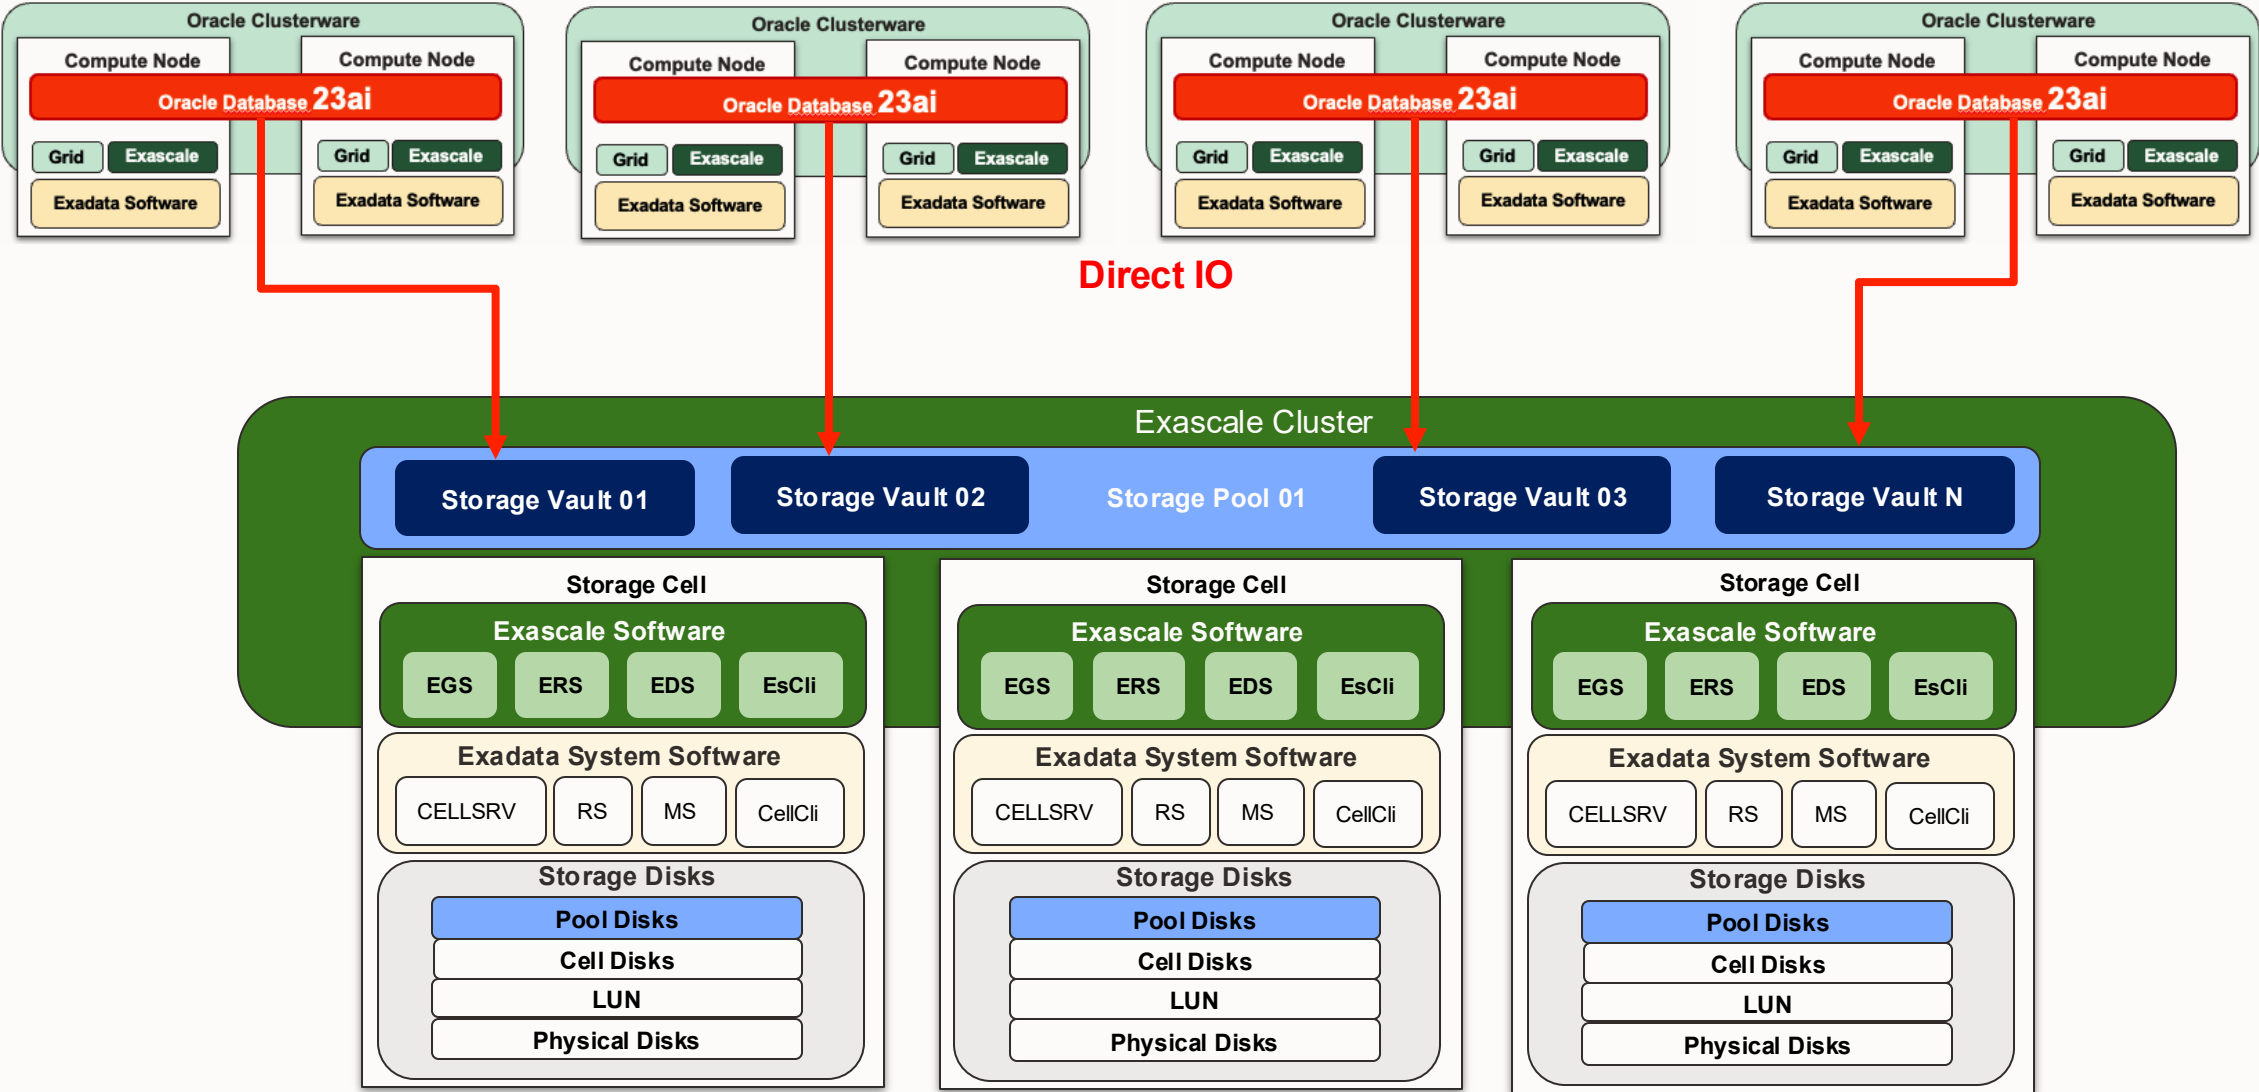 Oracle Clusterware
Compute Node
Compute Node
Oracle Database 23ai
Grid
Exascale
Grid
Exascale
Exadata Software
Exadata Software
Oracle Clusterware
Compute Node
Compute Node
Oracle Database 23ai
Grid
Exascale
Grid
Exascale
Exadata Software
Exadata Software
Oracle Clusterware
Compute Node
Compute Node
Oracle Database 23ai
Grid
Exascale
Grid
Exascale
Exadata Software
Exadata Software
Oracle Clusterware
Compute Node
Compute Node
Oracle Database 23ai
Grid
Exascale
Grid
Exascale
Exadata Software
Exadata Software
Direct IO
Exascale Cluster
Storage Vault 01
Storage Vault 02
Storage Pool 01
Storage Vault 03
Storage Vault N
Storage Cell
Exascale Software
EGS
ERS
EDS
EsCli
Exadata System Software
CELLSRV
RS
MS
CellCli
Storage Disks
Pool Disks
Cell Disks
LUN
Physical Disks
Storage Cell
Exascale Software
EGS
ERS
EDS
EsCli
Exadata System Software
CELLSRV
RS
MS
CellCli
Storage Disks
Pool Disks
Cell Disks
LUN
Physical Disks
Storage Cell
Exascale Software
EGS
ERS
EDS
EsCli
Exadata System Software
CELLSRV
RS
MS
CellCli
Storage Disks
Pool Disks
Cell Disks
LUN
Physical Disks